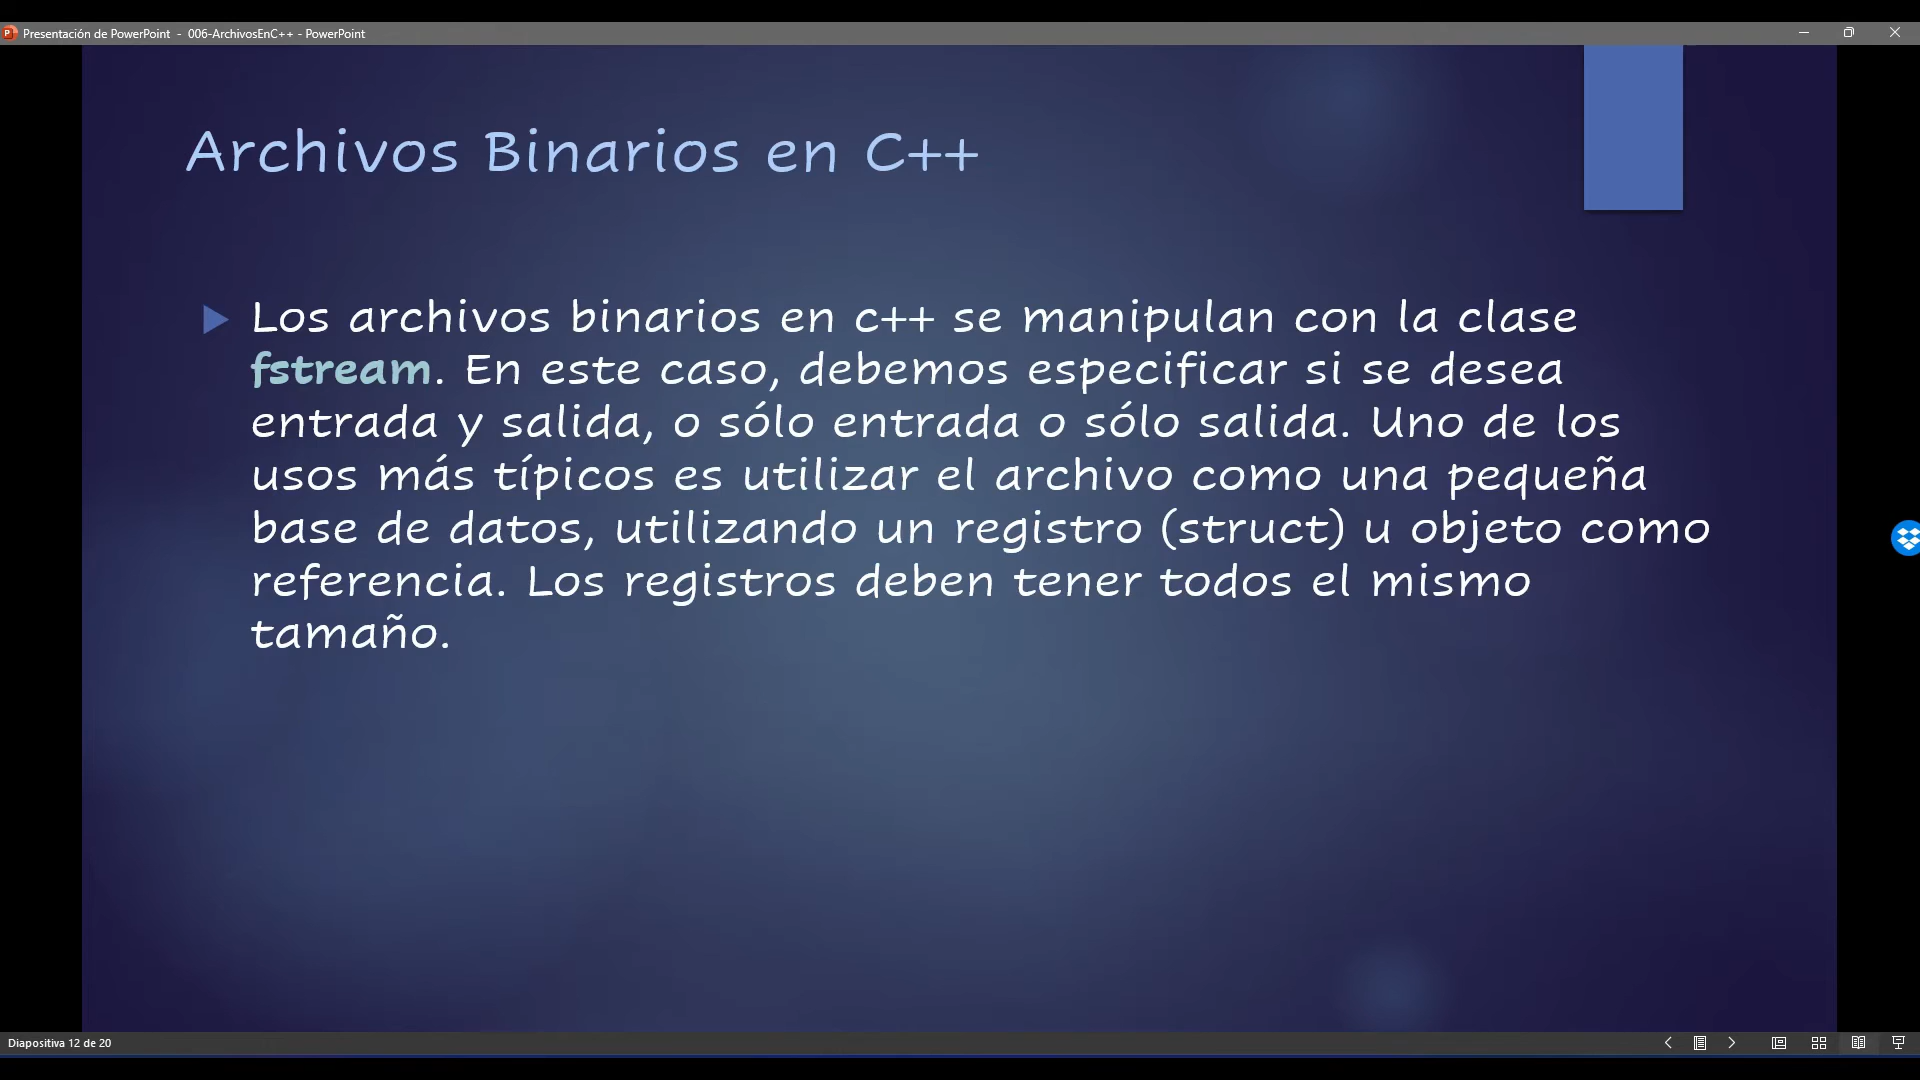 Presentación de PowerPoint - 006-ArchivosEnC++ - PowerPoint
Archivos Binarios en C++
Los archivos binarios en c++ se manipulan con la clase
fstream. En este caso, debemos especificar si se desea
entrada y salida, o sólo entrada o sólo salida. Uno de los
usos más típicos es utilizar el archivo como una pequeña
base de datos, utilizando un registro (struct) u objeto como
referencia. Los registros deben tener todos el mismo
tamaño.
Diapositiva 12 de 20